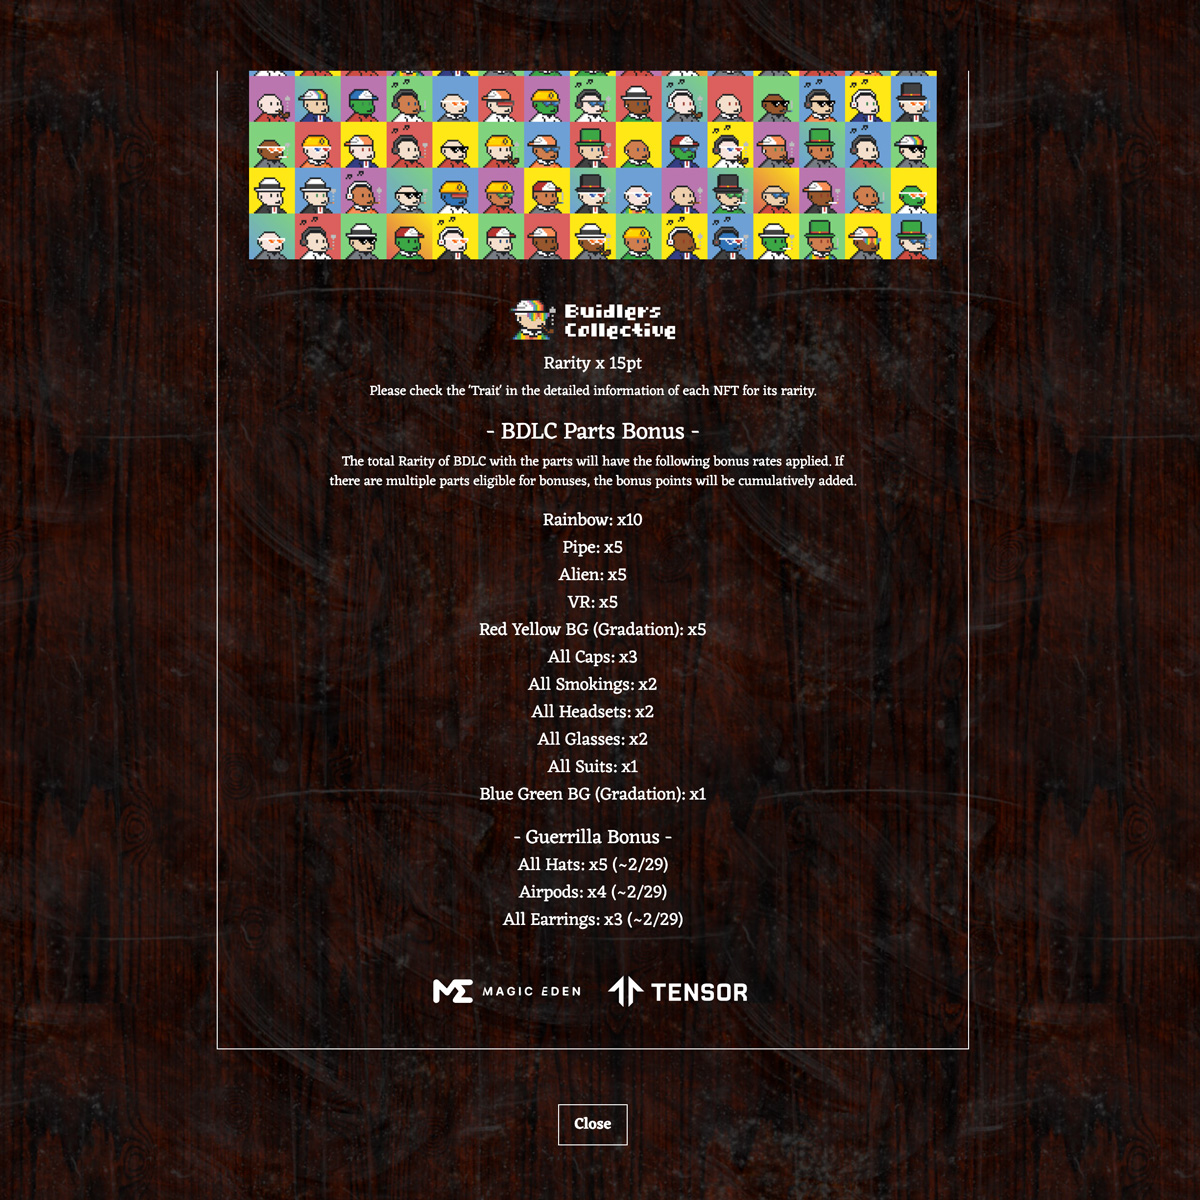 Buidlers
Collective
Rarity x 15pt
Please check the 'Trait' in the detailed information of each NFT for its rarity.
- BDLC Parts Bonus -
The total Rarity of BDLC with the parts will have the following bonus rates applied. If
there are multiple parts eligible for bonuses, the bonus points will be cumulatively added.
Rainbow: x10
Pipe: x5
Alien: x5
VR: x5
Red Yellow BG (Gradation): x5
All Caps: x3
All Smokings: x2
All Headsets: x2
All Glasses: x2
All Suits: x1
Blue Green BG (Gradation): x1
- Guerrilla Bonus -
All Hats: x5 (~2/29)
Airpods: x4 (~2/29)
All Earrings: x3 (~2/29)
ME MAGIC EDEN TENSOR
Close